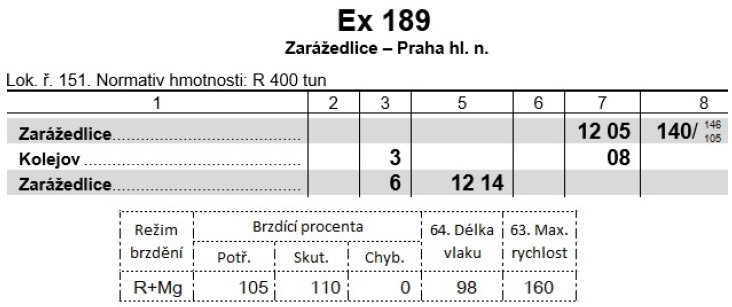 Ex 189
Zarážedlice – Praha hl. n.
Lok. ř. 151. Normativ hmotnosti: R 400 tun
1 2 3 5 6 7 8
Zarážedlice 12 05 140/ 146 105
Kolejov 3 08
Zarážedlice 6 12 14
Režim brzdění Brzdící procenta 64. Délka vlaku 63. Max. rychlost
Potř. Skut. Chyb.
R+Mg 105 110 0 98 160